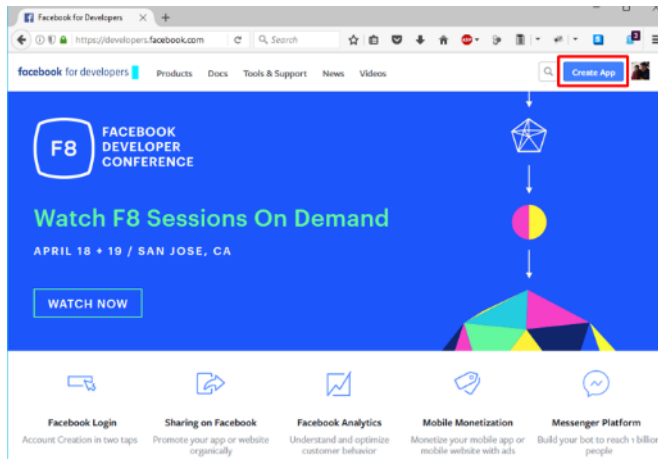 Facebook for Developers
https://developers.facebook.com
Search
facebook for developers
Products Docs Tools & Support News Videos
Create App
F8
FACEBOOK
DEVELOPER
CONFERENCE
Watch F8 Sessions On Demand
APRIL 18 + 19 / SAN JOSE, CA
WATCH NOW
Facebook Login
Account Creation in two taps
Sharing on Facebook
Promote your app or website
organically
Facebook Analytics
Understand and optimize
customer behavior
Mobile Monetization
Monetize your mobile app or
mobile website with ads
Messenger Platform
Build your bot to reach 1 billion
people